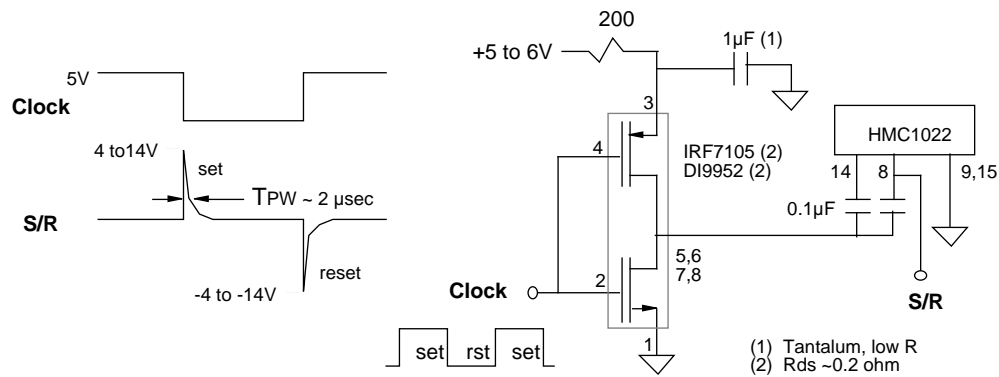 5V
Clock
4 to14V
set
TPW ~ 2 µsec
S/R
reset
-4 to -14V
200
+5 to 6V
1µF (1)
3
4
IRF7105 (2)
DI9952 (2)
HMC1022
14
8
9,15
0.1µF
5,6
7,8
2
Clock
1
S/R
set
rst
set
(1) Tantalum, low R
(2) Rds ~0.2 ohm